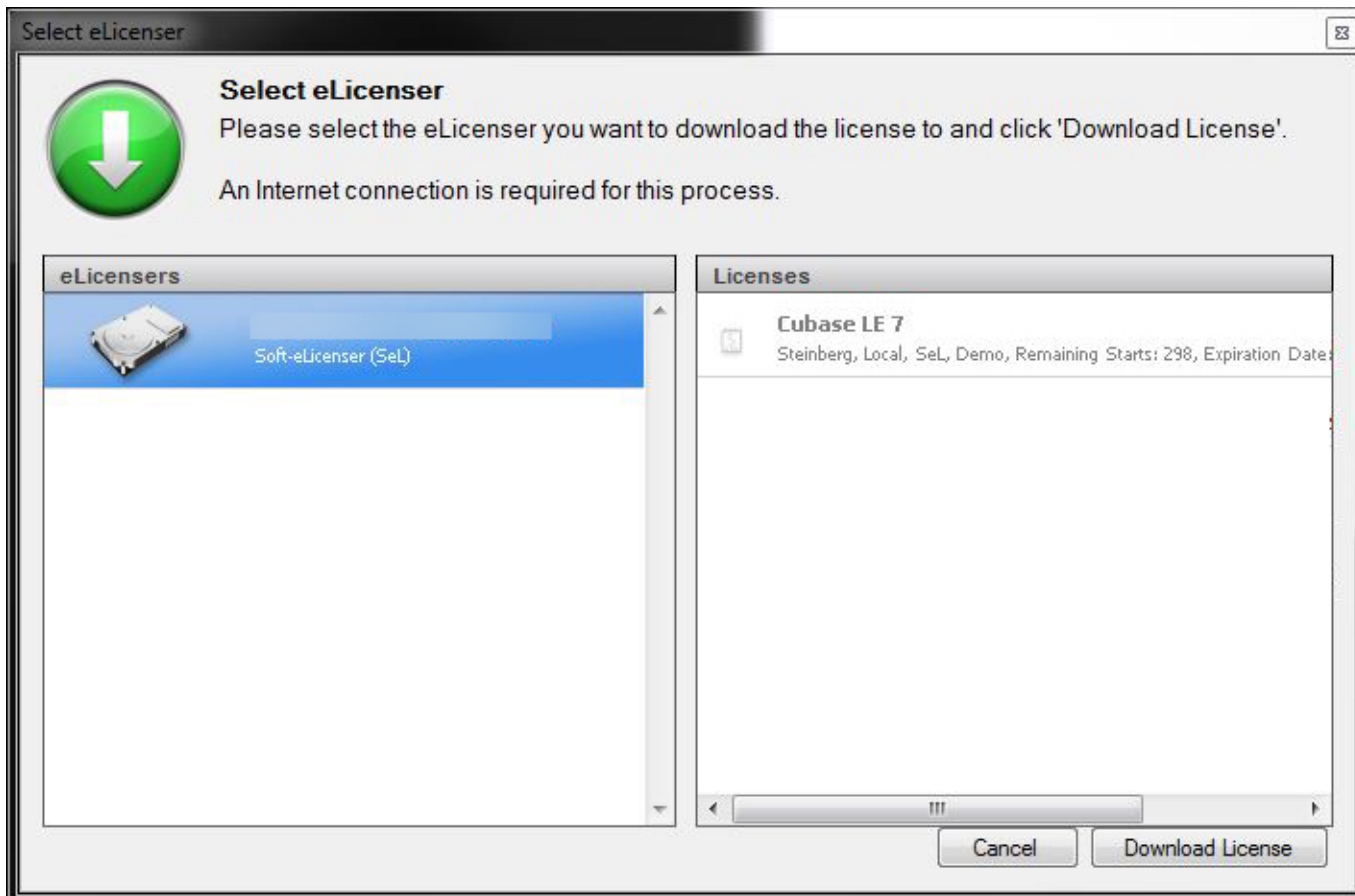 Select eLicenser
Select eLicenser
Please select the eLicenser you want to download the license to and click 'Download License'.
An Internet connection is required for this process.
eLicensers
Soft-eLicenser (SeL)
Licenses
Cubase LE 7
Steinberg, Local, SeL, Demo, Remaining Starts: 298, Expiration Date:
Cancel
Download License